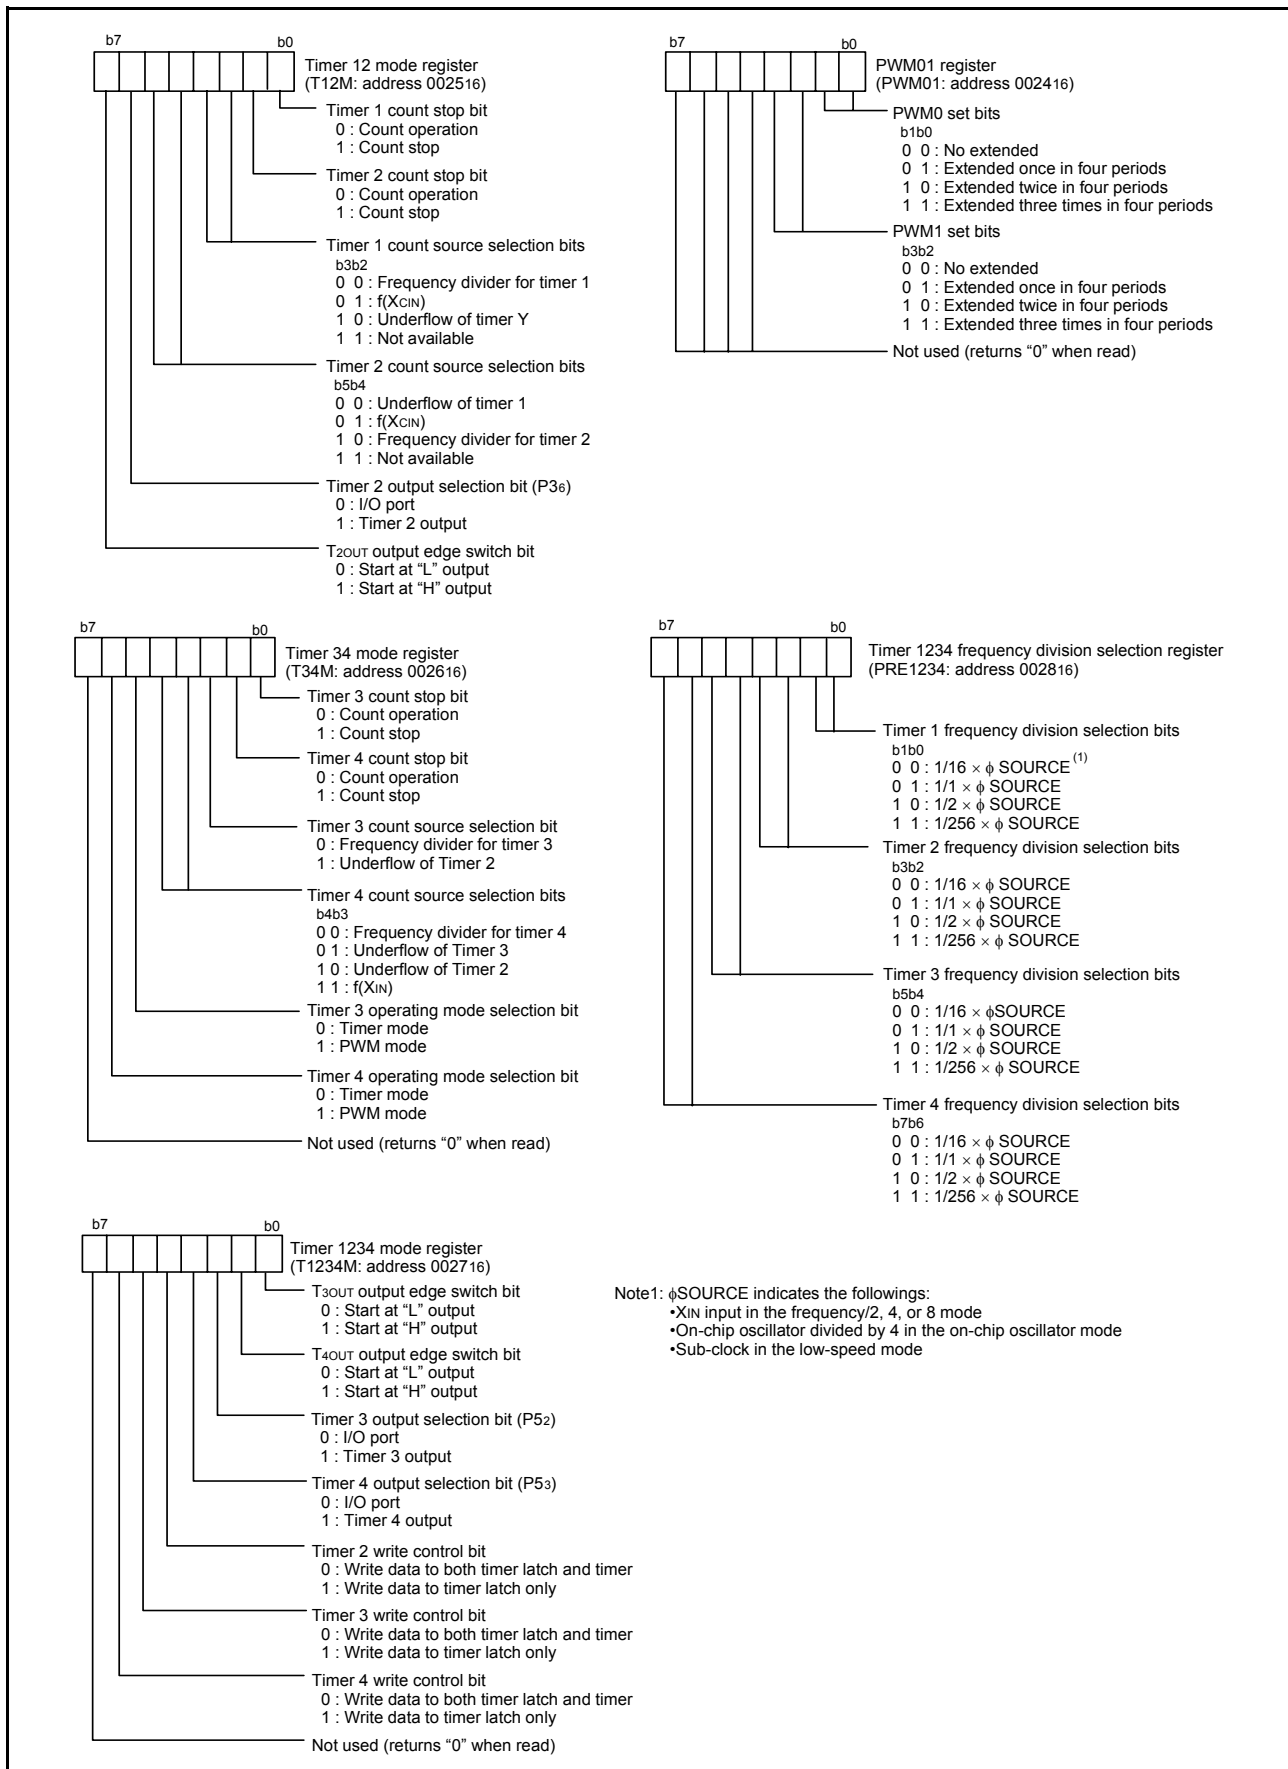 b7 b0
Timer 12 mode register
(T12M: address 002516)
Timer 1 count stop bit
0 : Count operation
1 : Count stop
Timer 2 count stop bit
0 : Count operation
1 : Count stop
Timer 1 count source selection bits
b3b2
0 0 : Frequency divider for timer 1
0 1 : f(XCIN)
1 0 : Underflow of timer Y
1 1 : Not available
Timer 2 count source selection bits
b5b4
0 0 : Underflow of timer 1
0 1 : f(XCIN)
1 0 : Frequency divider for timer 2
1 1 : Not available
Timer 2 output selection bit (P36)
0 : I/O port
1 : Timer 2 output
T2OUT output edge switch bit
0 : Start at “L” output
1 : Start at “H” output
b7 b0
PWM01 register
(PWM01: address 002416)
PWM0 set bits
b1b0
0 0 : No extended
0 1 : Extended once in four periods
1 0 : Extended twice in four periods
1 1 : Extended three times in four periods
PWM1 set bits
b3b2
0 0 : No extended
0 1 : Extended once in four periods
1 0 : Extended twice in four periods
1 1 : Extended three times in four periods
Not used (returns “0” when read)
b7 b0
Timer 34 mode register
(T34M: address 002616)
Timer 3 count stop bit
0 : Count operation
1 : Count stop
Timer 4 count stop bit
0 : Count operation
1 : Count stop
Timer 3 count source selection bit
0 : Frequency divider for timer 3
1 : Underflow of Timer 2
Timer 4 count source selection bits
b4b3
0 0 : Frequency divider for timer 4
0 1 : Underflow of Timer 3
1 0 : Underflow of Timer 2
1 1 : f(XIN)
Timer 3 operating mode selection bit
0 : Timer mode
1 : PWM mode
Timer 4 operating mode selection bit
0 : Timer mode
1 : PWM mode
Not used (returns “0” when read)
b7 b0
Timer 1234 frequency division selection register
(PRE1234: address 002816)
Timer 1 frequency division selection bits
b1b0
0 0 : 1/16 × ϕ SOURCE (1)
0 1 : 1/1 × ϕ SOURCE
1 0 : 1/2 × ϕ SOURCE
1 1 : 1/256 × ϕ SOURCE
Timer 2 frequency division selection bits
b3b2
0 0 : 1/16 × ϕ SOURCE
0 1 : 1/1 × ϕ SOURCE
1 0 : 1/2 × ϕ SOURCE
1 1 : 1/256 × ϕ SOURCE
Timer 3 frequency division selection bits
b5b4
0 0 : 1/16 × ϕSOURCE
0 1 : 1/1 × ϕ SOURCE
1 0 : 1/2 × ϕ SOURCE
1 1 : 1/256 × ϕ SOURCE
Timer 4 frequency division selection bits
b7b6
0 0 : 1/16 × ϕ SOURCE
0 1 : 1/1 × ϕ SOURCE
1 0 : 1/2 × ϕ SOURCE
1 1 : 1/256 × ϕ SOURCE
b7 b0
Timer 1234 mode register
(T1234M: address 002716)
T3OUT output edge switch bit
0 : Start at “L” output
1 : Start at “H” output
T4OUT output edge switch bit
0 : Start at “L” output
1 : Start at “H” output
Timer 3 output selection bit (P52)
0 : I/O port
1 : Timer 3 output
Timer 4 output selection bit (P53)
0 : I/O port
1 : Timer 4 output
Timer 2 write control bit
0 : Write data to both timer latch and timer
1 : Write data to timer latch only
Timer 3 write control bit
0 : Write data to both timer latch and timer
1 : Write data to timer latch only
Timer 4 write control bit
0 : Write data to both timer latch and timer
1 : Write data to timer latch only
Not used (returns “0” when read)
Note1: ϕSOURCE indicates the followings:
•XIN input in the frequency/2, 4, or 8 mode
•On-chip oscillator divided by 4 in the on-chip oscillator mode
•Sub-clock in the low-speed mode